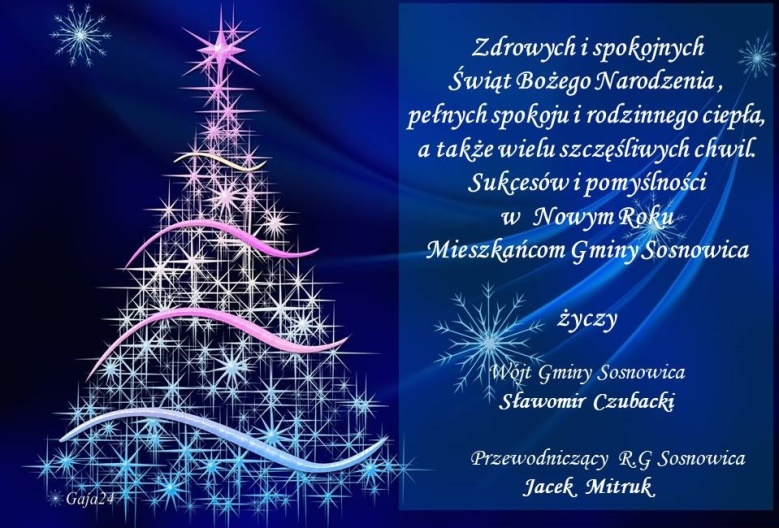 Zdrowych i spokojnych
Świąt Bożego Narodzenia ,
pełnych spokoju i rodzinnego ciepła,
a także wielu szczęśliwych chwil.
Sukcesów i pomyślności
w Nowym Roku
Mieszkańcom Gminy Sosnowica
życzy
Wójt Gminy Sosnowica
Sławomir Czubacki
Przewodniczący R.G Sosnowica
Jacek Mitruk
Gaja24